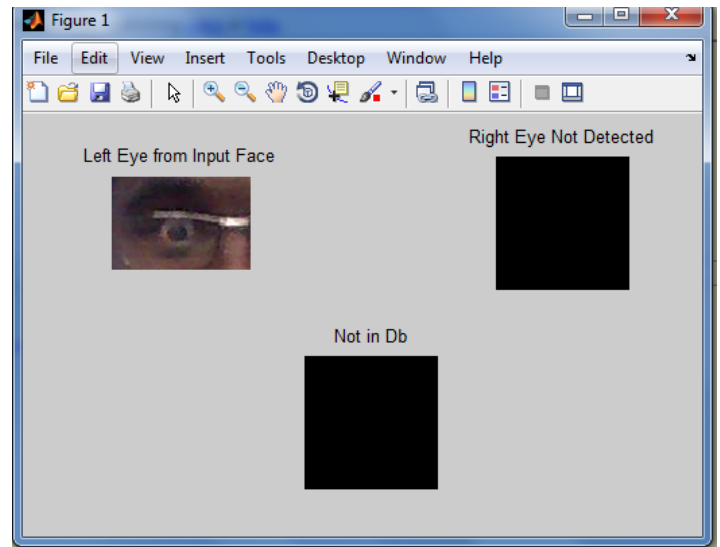 Figure 1
File Edit View Insert Tools Desktop Window Help
Left Eye from Input Face
Right Eye Not Detected
Not in Db